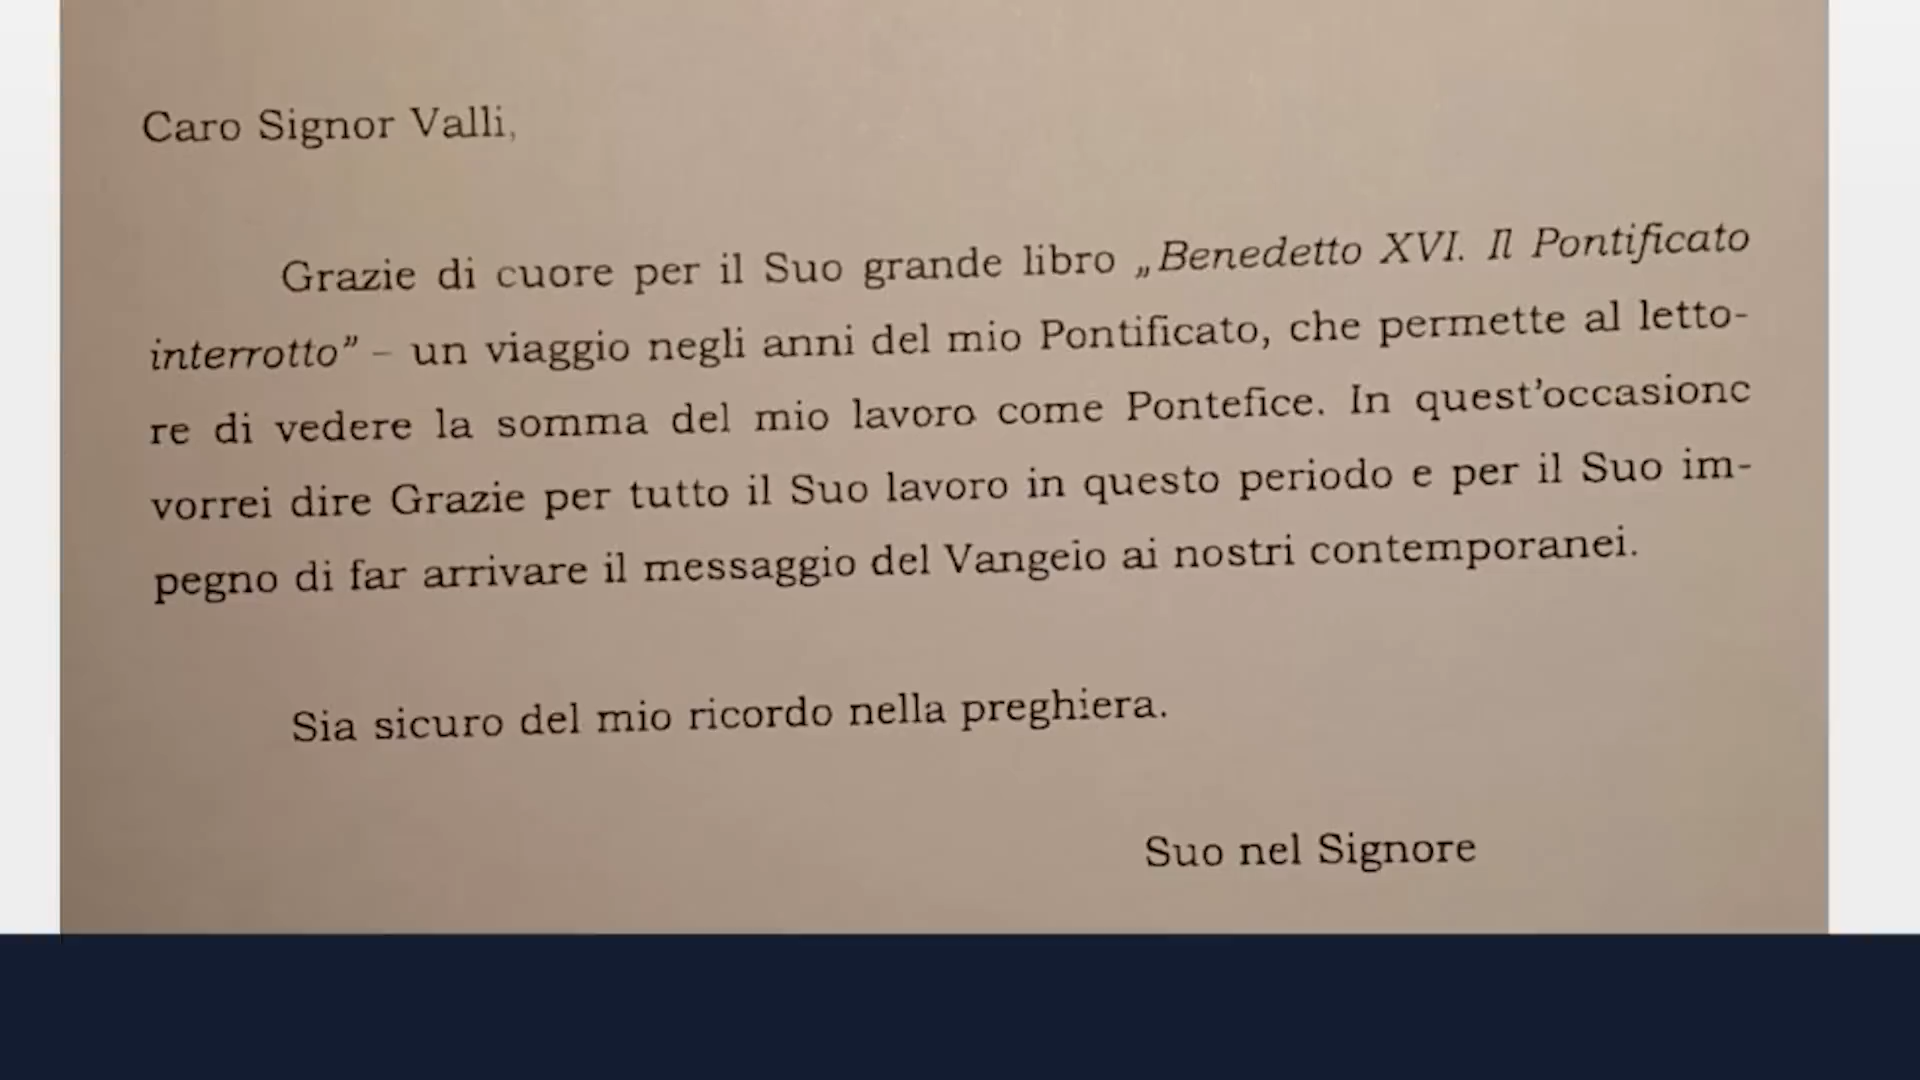 Caro Signor Valli,
Grazie di cuore per il Suo grande libro „Benedetto XVI. Il Pontificato
interrotto” – un viaggio negli anni del mio Pontificato, che permette al letto-
re di vedere la somma del mio lavoro come Pontefice. In quest’occasione
vorrei dire Grazie per tutto il Suo lavoro in questo periodo e per il Suo im-
pegno di far arrivare il messaggio del Vangelo ai nostri contemporanei.
Sia sicuro del mio ricordo nella preghiera.
Suo nel Signore